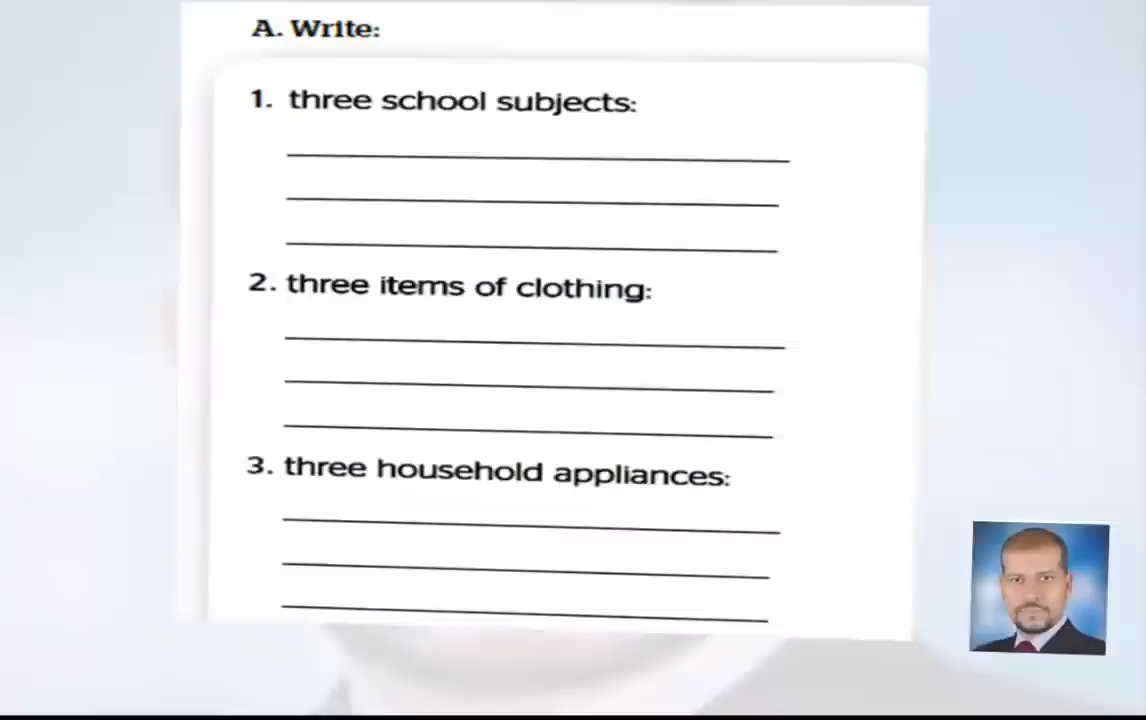 A. Write:
1. three school subjects:
2. three items of clothing:
3. three household appliances: